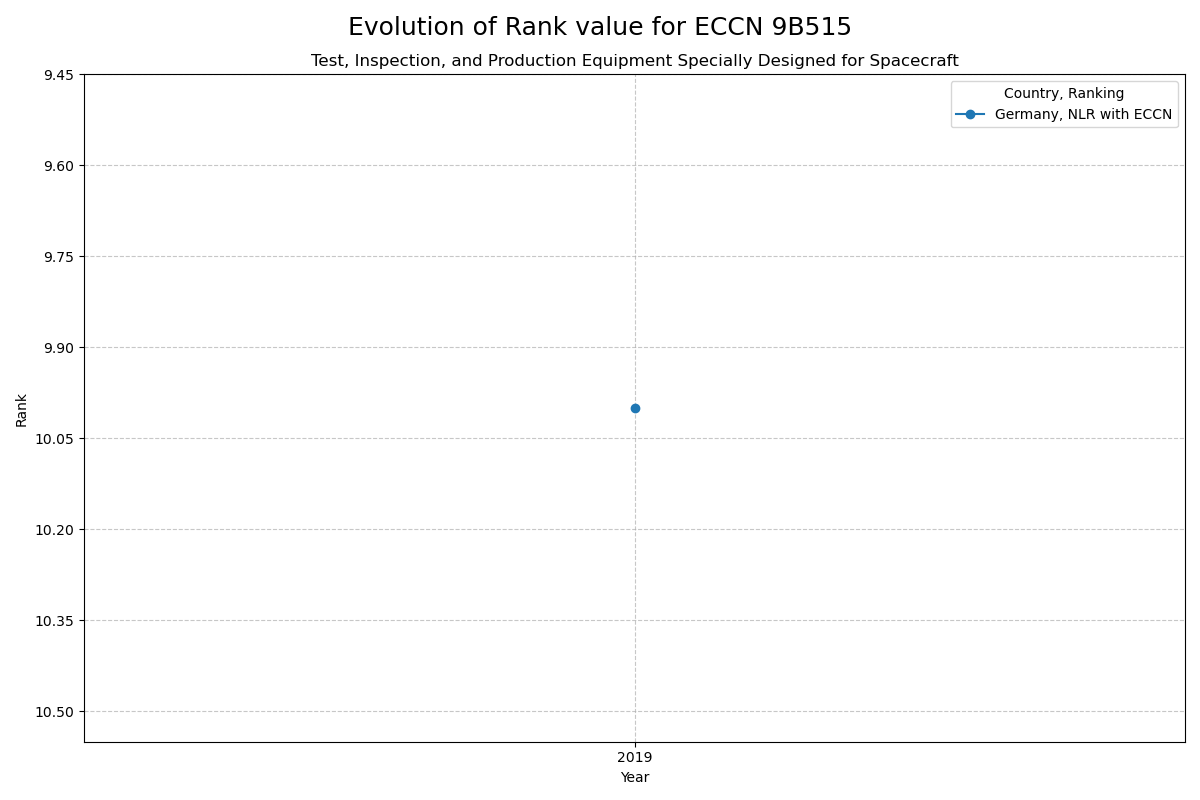 Evolution of Rank value for ECCN 9B515
Test, Inspection, and Production Equipment Specially Designed for Spacecraft
Country, Ranking
Germany, NLR with ECCN
9.45
9.60
9.75
9.90
10.05
10.20
10.35
10.50
Rank
2019
Year